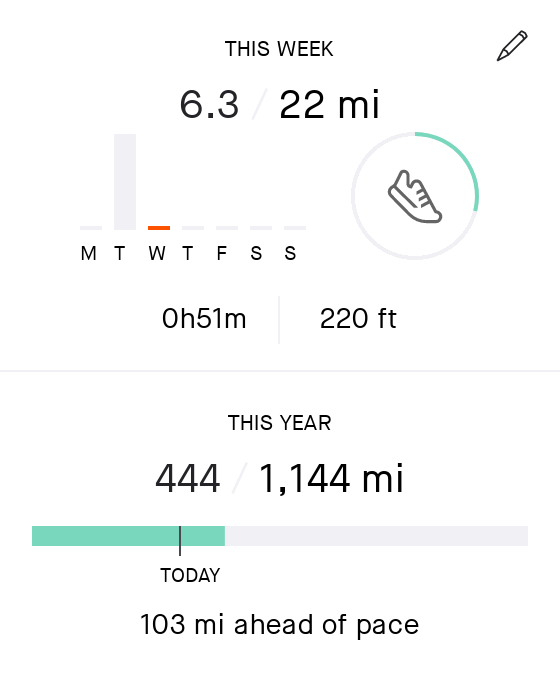 THIS WEEK
6.3 / 22 mi
M T W T F S S
0h51m 220 ft
THIS YEAR
444 / 1,144 mi
TODAY
103 mi ahead of pace